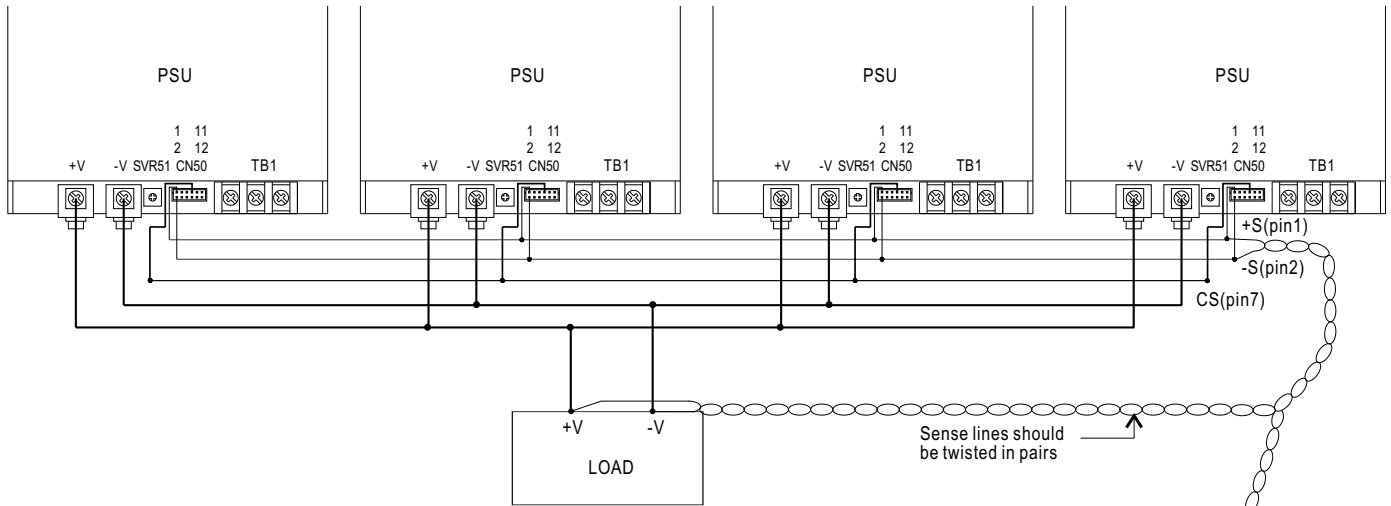 PSU PSU PSU PSU
1 11 1 11 1 11 1 11
2 12 2 12 2 12 2 12
+V -V SVR51 CN50 TB1 +V -V SVR51 CN50 TB1 +V -V SVR51 CN50 TB1 +V -V SVR51 CN50 TB1
+S(pin1)
-S(pin2)
CS(pin7)
+V -V
LOAD
Sense lines should
be twisted in pairs